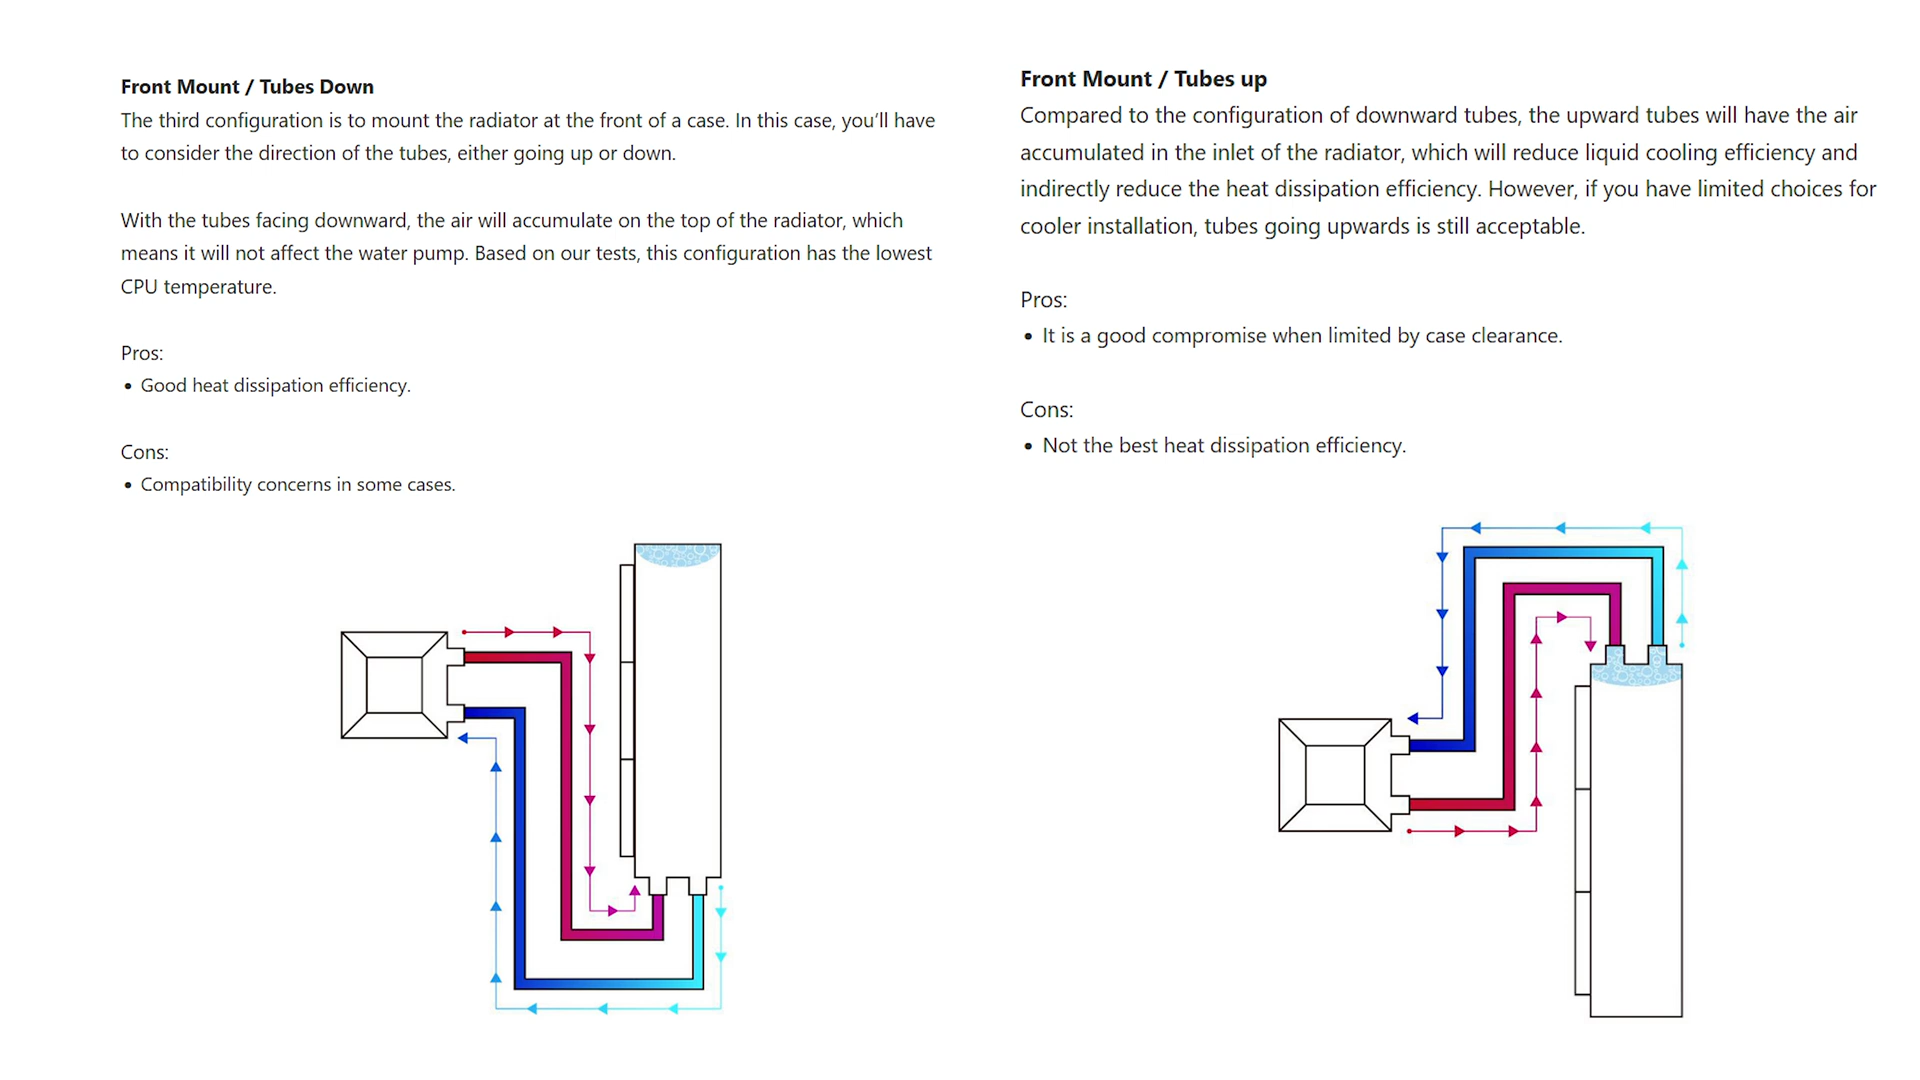 Front Mount / Tubes Down
The third configuration is to mount the radiator at the front of a case. In this case, you'll have
to consider the direction of the tubes, either going up or down.
With the tubes facing downward, the air will accumulate on the top of the radiator, which
means it will not affect the water pump. Based on our tests, this configuration has the lowest
CPU temperature.
Pros:
• Good heat dissipation efficiency.
Cons:
• Compatibility concerns in some cases.
Front Mount / Tubes up
Compared to the configuration of downward tubes, the upward tubes will have the air
accumulated in the inlet of the radiator, which will reduce liquid cooling efficiency and
indirectly reduce the heat dissipation efficiency. However, if you have limited choices for
cooler installation, tubes going upwards is still acceptable.
Pros:
• It is a good compromise when limited by case clearance.
Cons:
• Not the best heat dissipation efficiency.